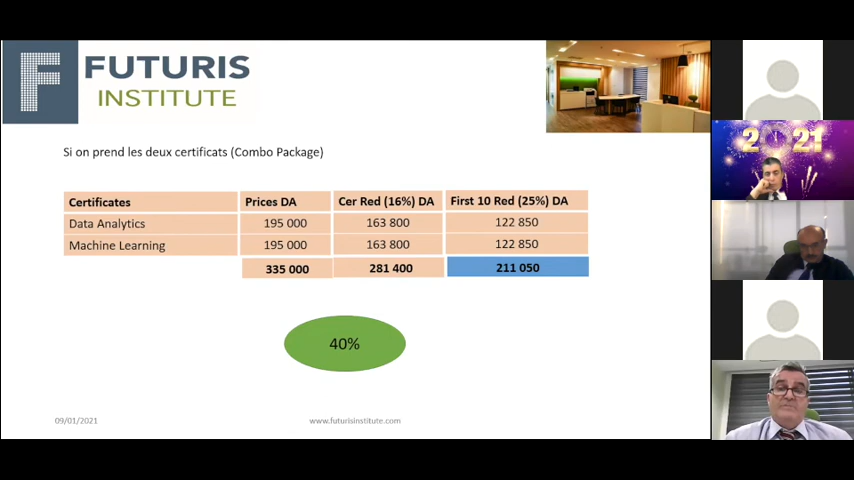 FUTURIS
INSTITUTE
2021
Si on prend les deux certificats (Combo Package)
Certificates Prices DA Cer Red (16%) DA First 10 Red (25%) DA
Data Analytics 195 000 163 800 122 850
Machine Learning 195 000 163 800 122 850
335 000 281 400 211 050
40%
09/01/2021 www.futurisinstitute.com